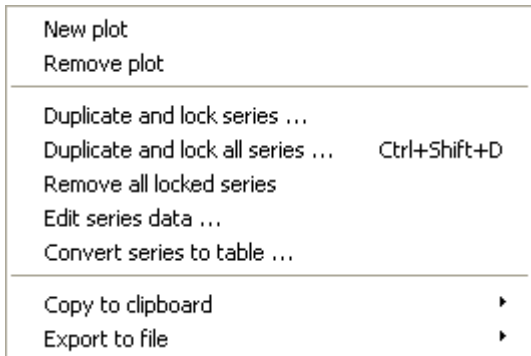 New plot
Remove plot
Duplicate and lock series ...
Duplicate and lock all series ... Ctrl+Shift+D
Remove all locked series
Edit series data ...
Convert series to table ...
Copy to clipboard
Export to file